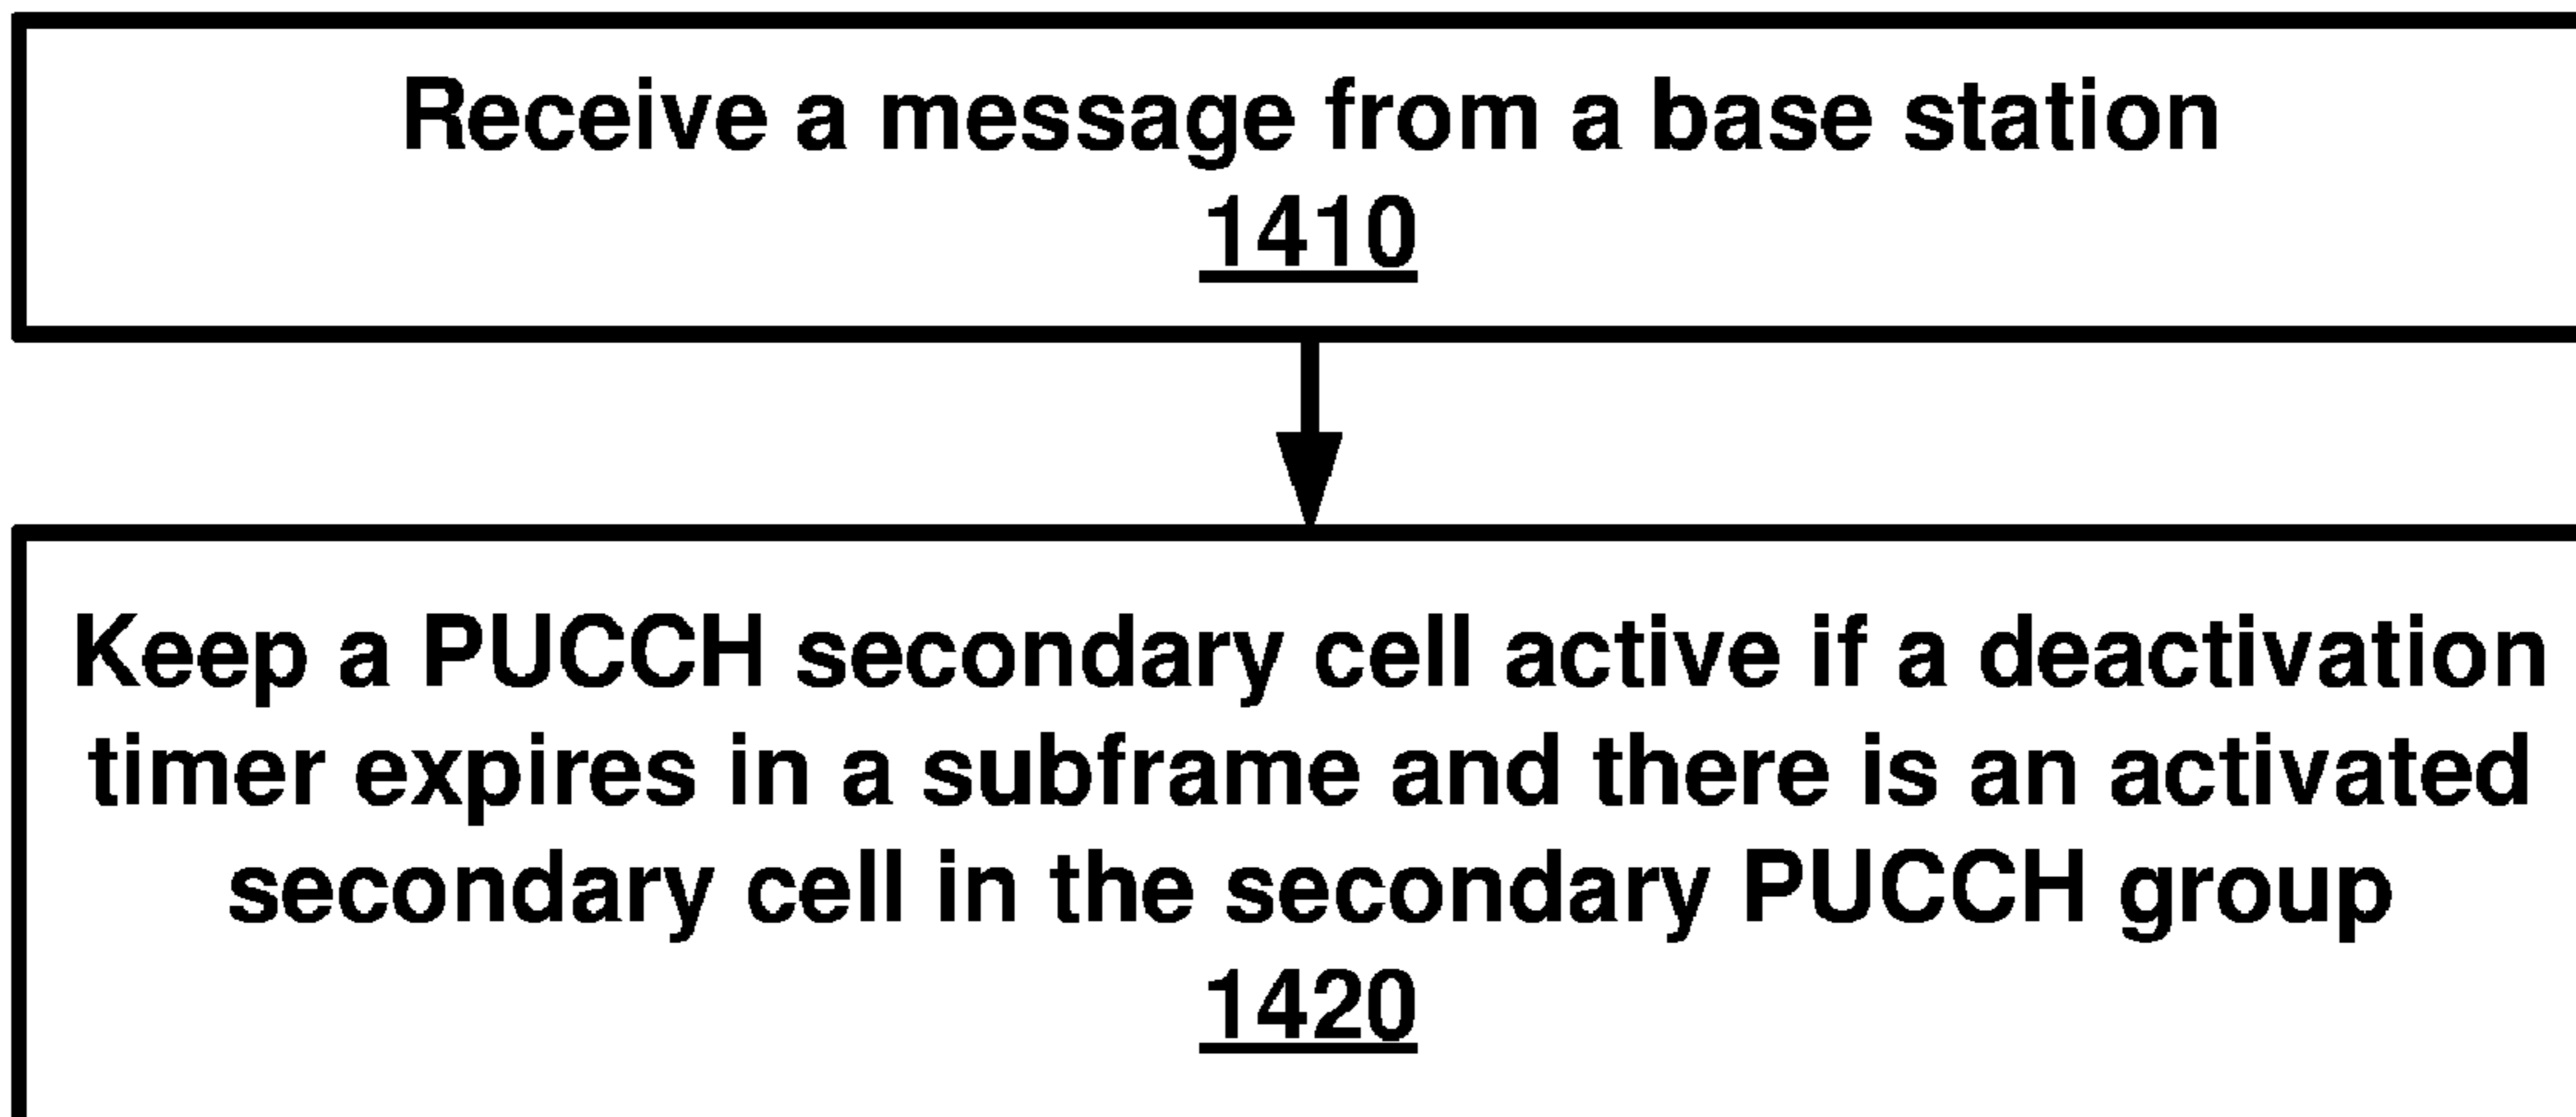 Receive a message from a base station
1410
Keep a PUCCH secondary cell active if a deactivation
timer expires in a subframe and there is an activated
secondary cell in the secondary PUCCH group
1420